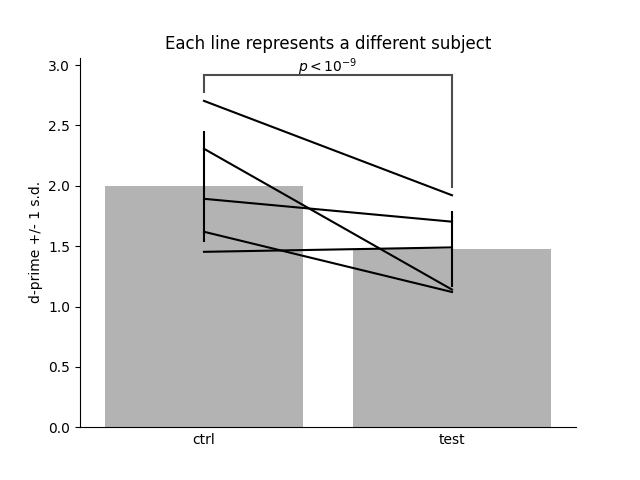 Each line represents a different subject
p < 10⁻⁹
3.0
2.5
2.0
1.5
1.0
0.5
0.0
d-prime +/- 1 s.d.
ctrl
test